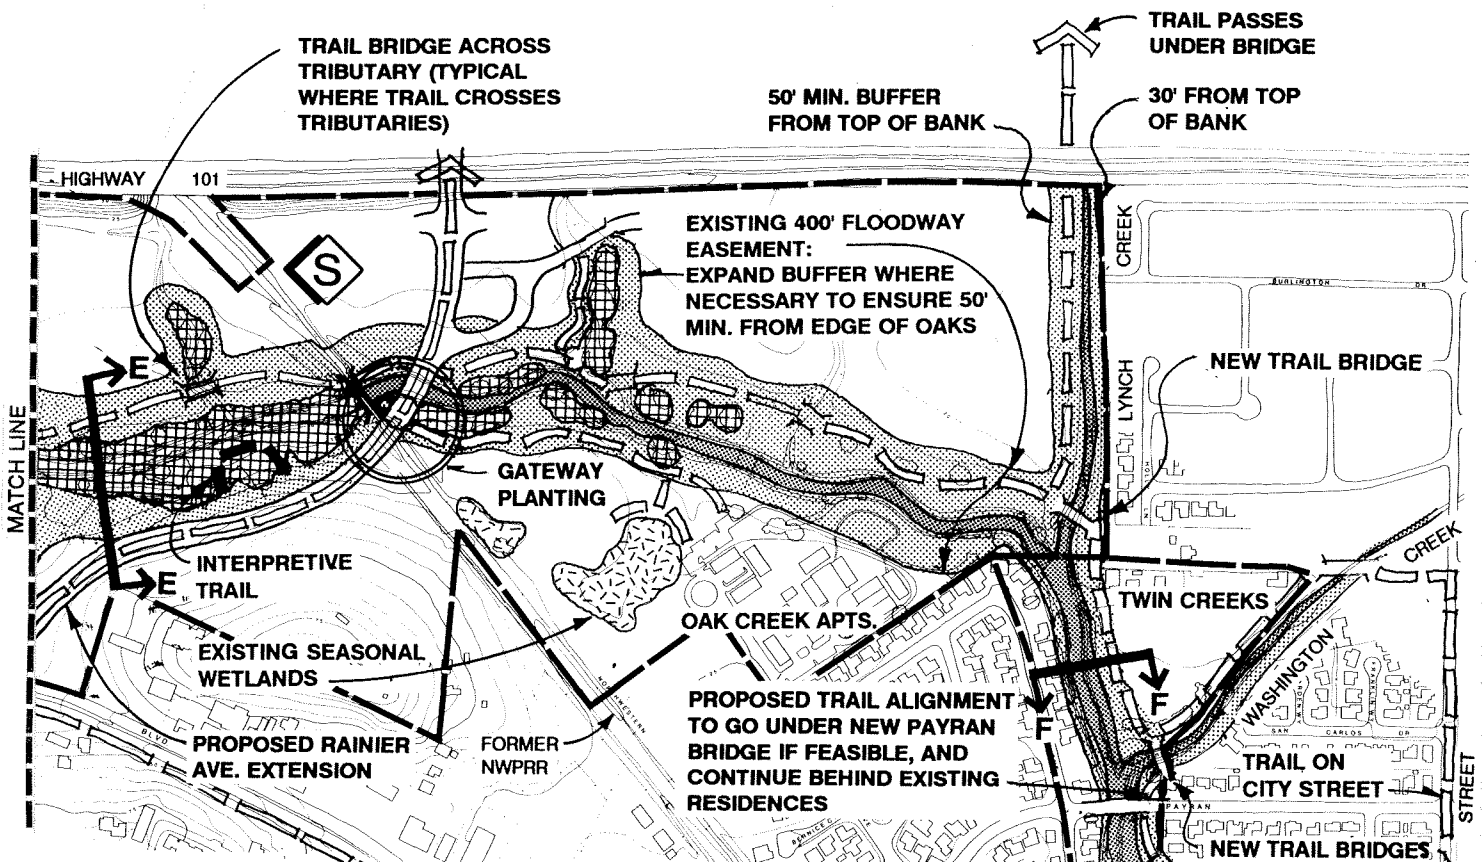 TRAIL PASSES
UNDER BRIDGE
TRAIL BRIDGE ACROSS
TRIBUTARY (TYPICAL
WHERE TRAIL CROSSES
TRIBUTARIES)
50' MIN. BUFFER
FROM TOP OF BANK
30' FROM TOP
OF BANK
HIGHWAY 101
S
EXISTING 400' FLOODWAY
EASEMENT:
EXPAND BUFFER WHERE
NECESSARY TO ENSURE 50'
MIN. FROM EDGE OF OAKS
LYNCH CREEK
BURLINGTON DR
E
NEW TRAIL BRIDGE
MATCH LINE
GATEWAY
PLANTING
INTERPRETIVE
TRAIL
E
WASHINGTON CREEK
TWIN CREEKS
OAK CREEK APTS.
EXISTING SEASONAL
WETLANDS
NORTHWESTERN
PROPOSED TRAIL ALIGNMENT
TO GO UNDER NEW PAYRAN
BRIDGE IF FEASIBLE, AND
CONTINUE BEHIND EXISTING
RESIDENCES
F
F
SAN CARLOS DR
BLVD
PROPOSED RAINIER
AVE. EXTENSION
FORMER
NWPRR
TRAIL ON
CITY STREET
STREET
PAYRAN
NEW TRAIL BRIDGES